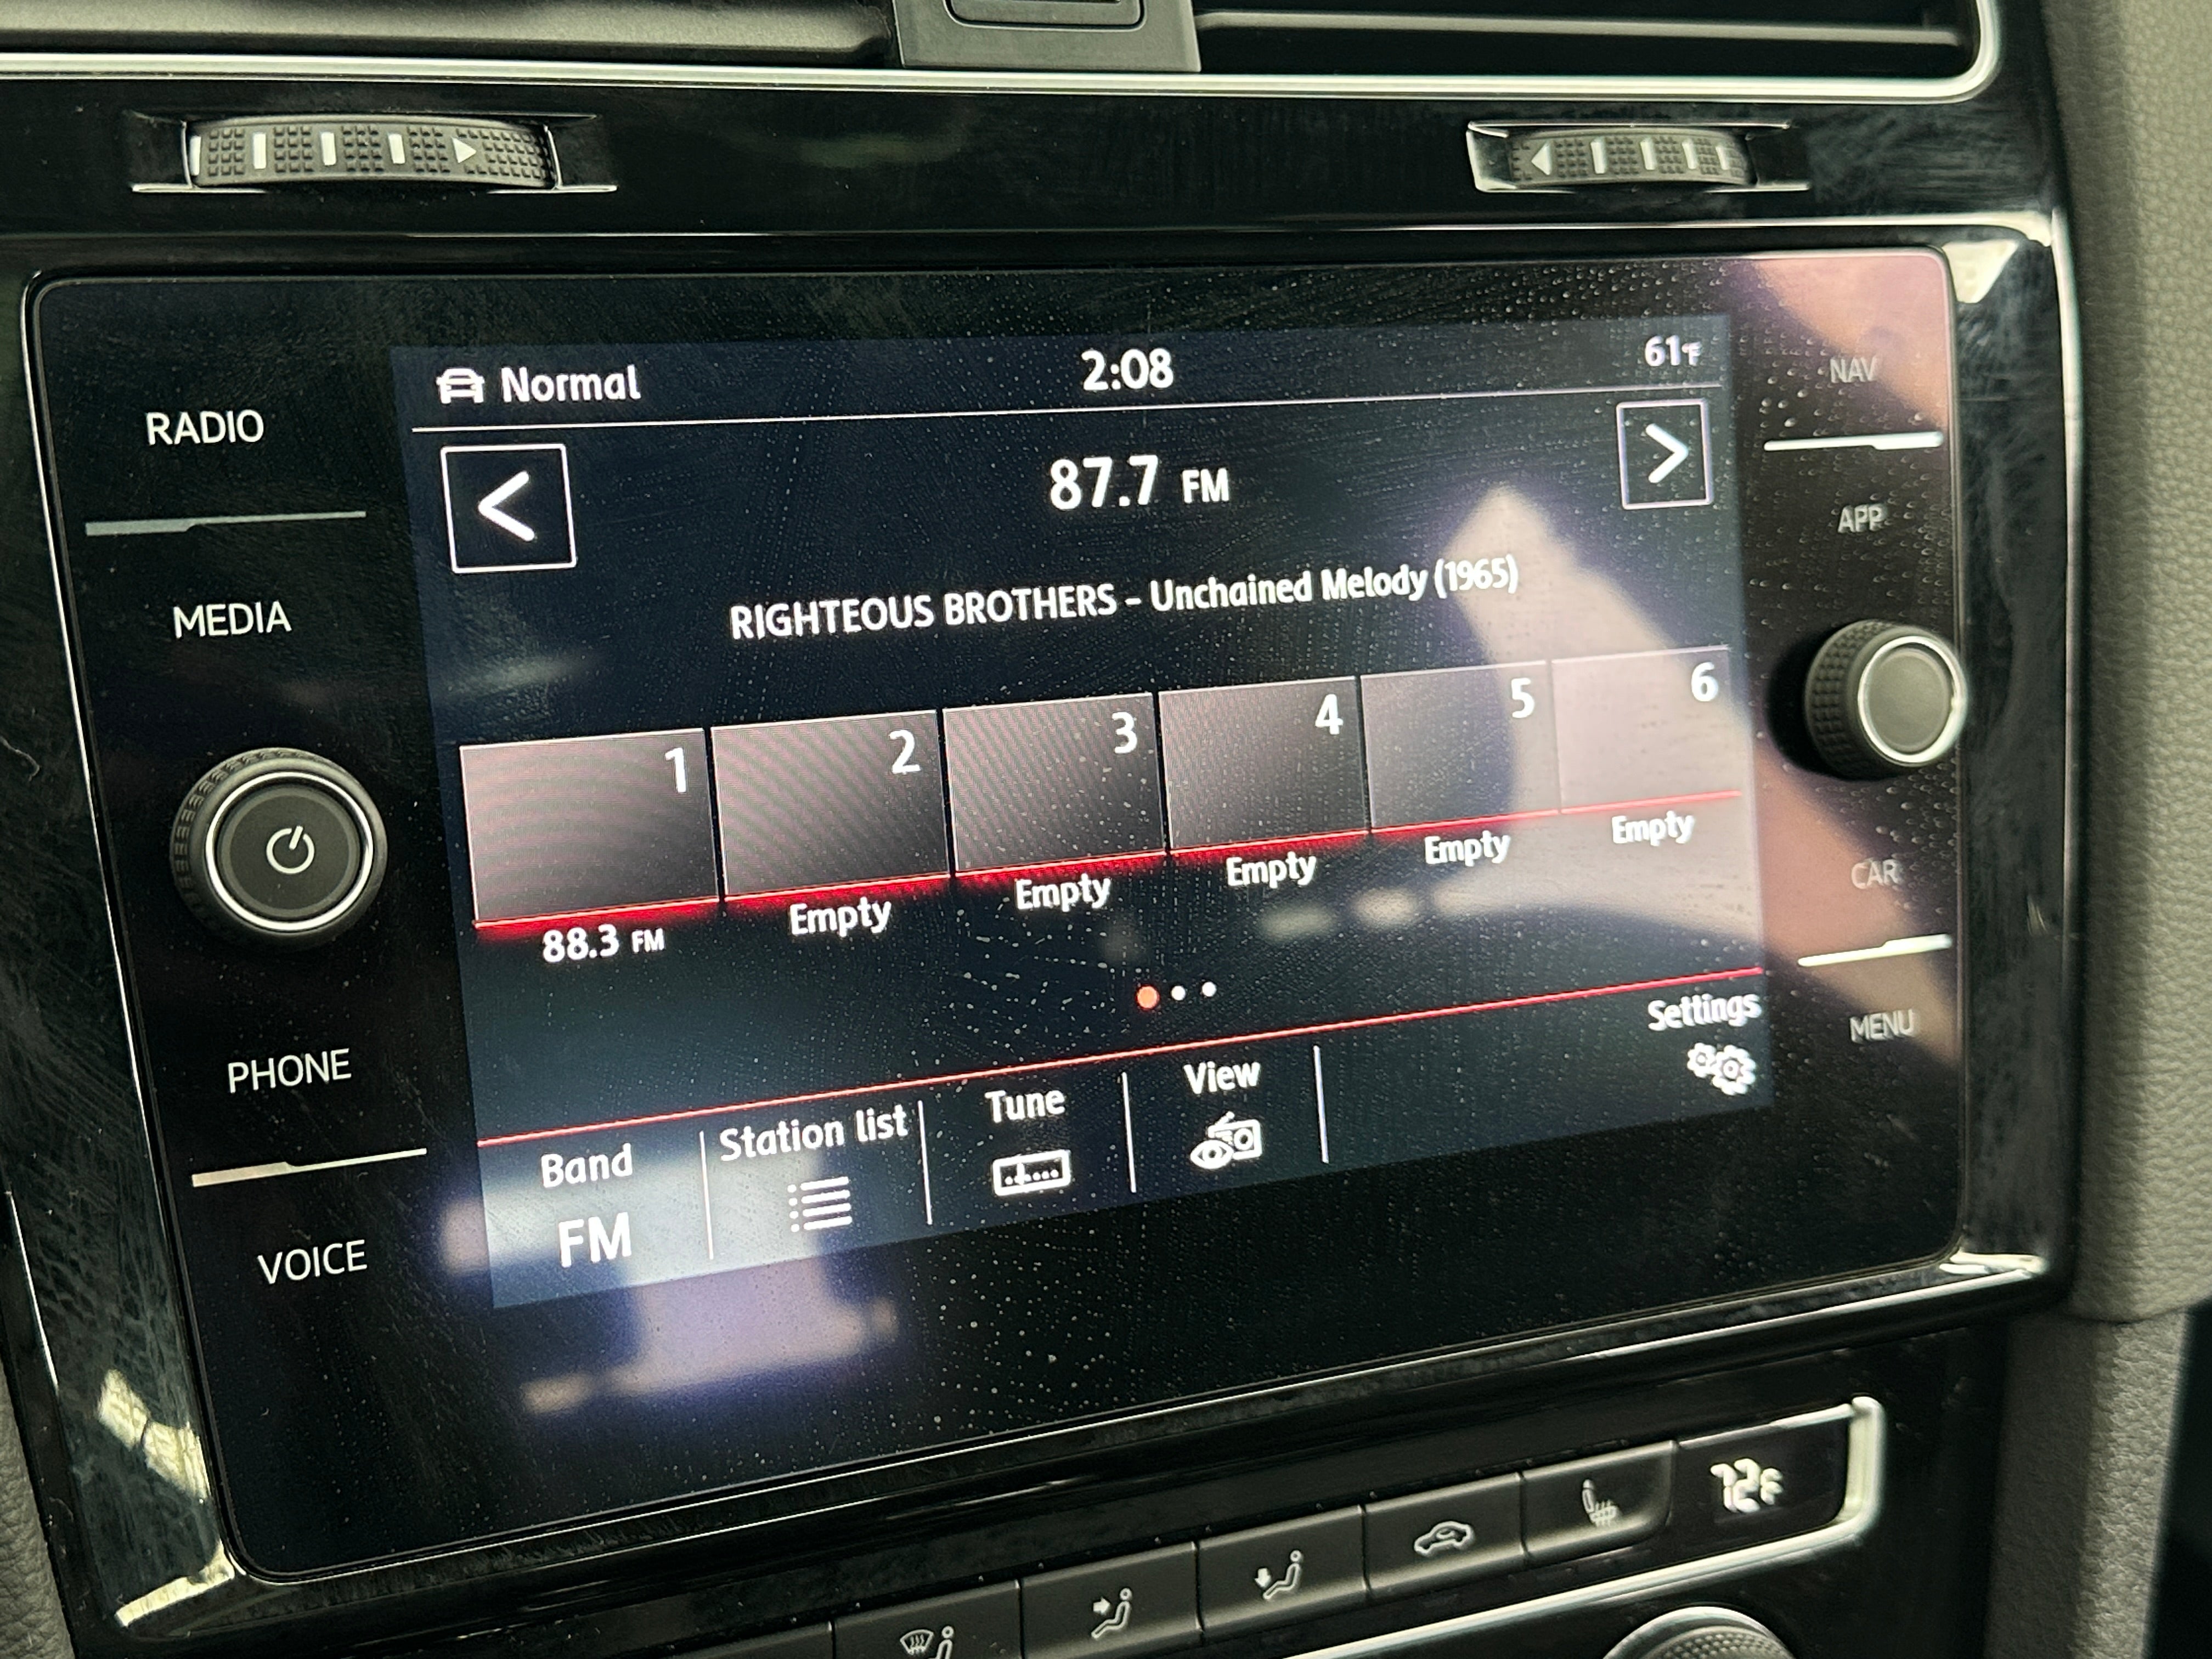 Normal 2:08 61°F
NAV
RADIO
87.7 FM
APP
MEDIA
RIGHTEOUS BROTHERS - Unchained Melody (1965)
1 2 3 4 5 6
88.3 FM Empty Empty Empty Empty Empty
CAR
PHONE
Settings
MENU
Band Station list Tune View
FM
VOICE
72°F